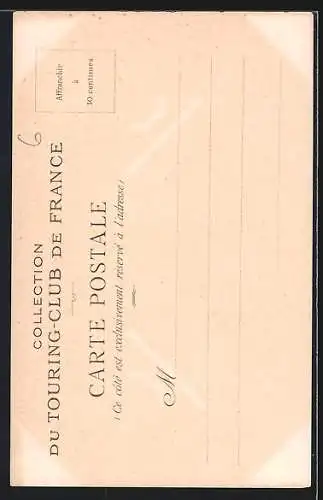 COLLECTION
DU TOURING-CLUB DE FRANCE
CARTE POSTALE
(Ce côté est exclusivement réservé à l'adresse)
Affranchir
à
10 centimes
M
6